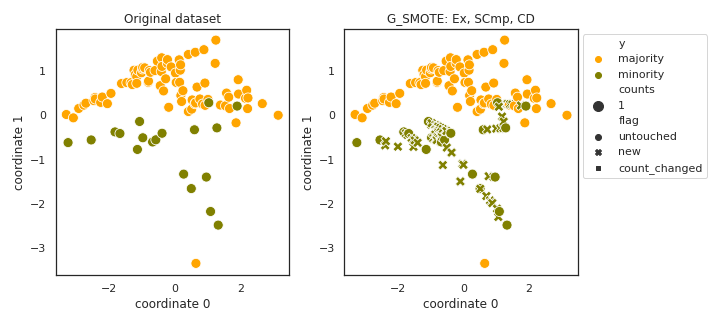 Original dataset
G_SMOTE: Ex, SCmp, CD
1
0
−1
−2
−3
−2
0
2
coordinate 0
coordinate 1
1
0
−1
−2
−3
−2
0
2
coordinate 0
coordinate 1
y
majority
minority
counts
1
flag
untouched
new
count_changed